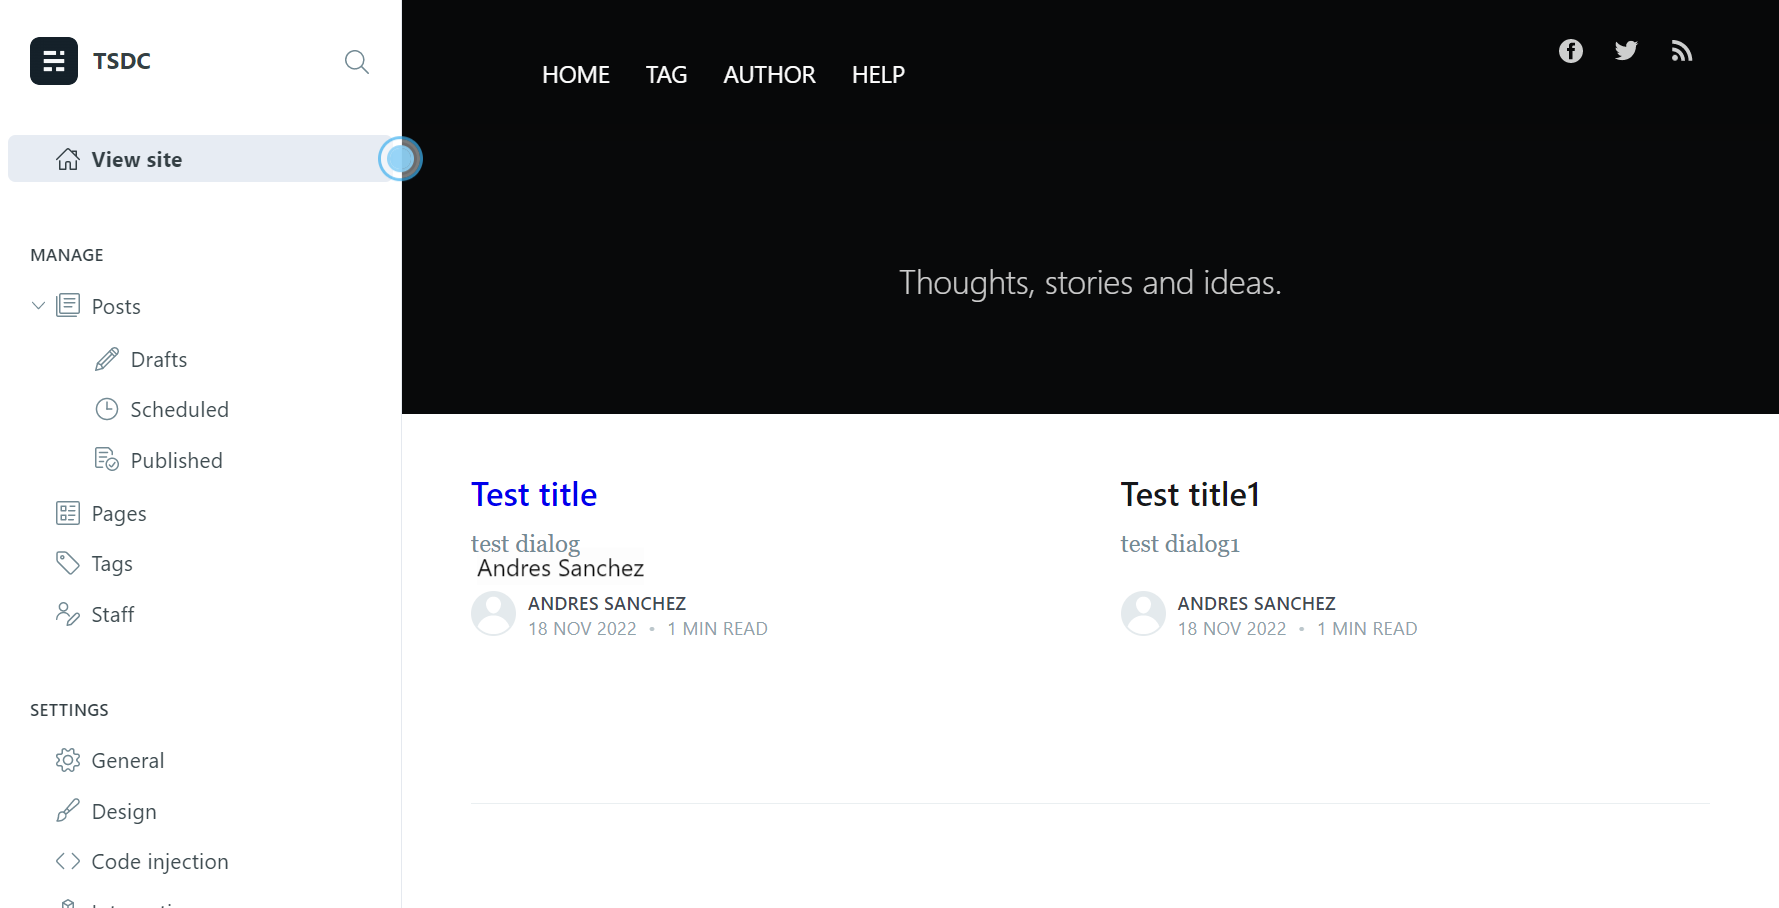 TSDC
View site
MANAGE
Posts
Drafts
Scheduled
Published
Pages
Tags
Staff
SETTINGS
General
Design
Code injection
HOME TAG AUTHOR HELP
Thoughts, stories and ideas.
Test title
test dialog
Andres Sanchez
ANDRES SANCHEZ
18 NOV 2022 • 1 MIN READ
Test title1
test dialog1
ANDRES SANCHEZ
18 NOV 2022 • 1 MIN READ